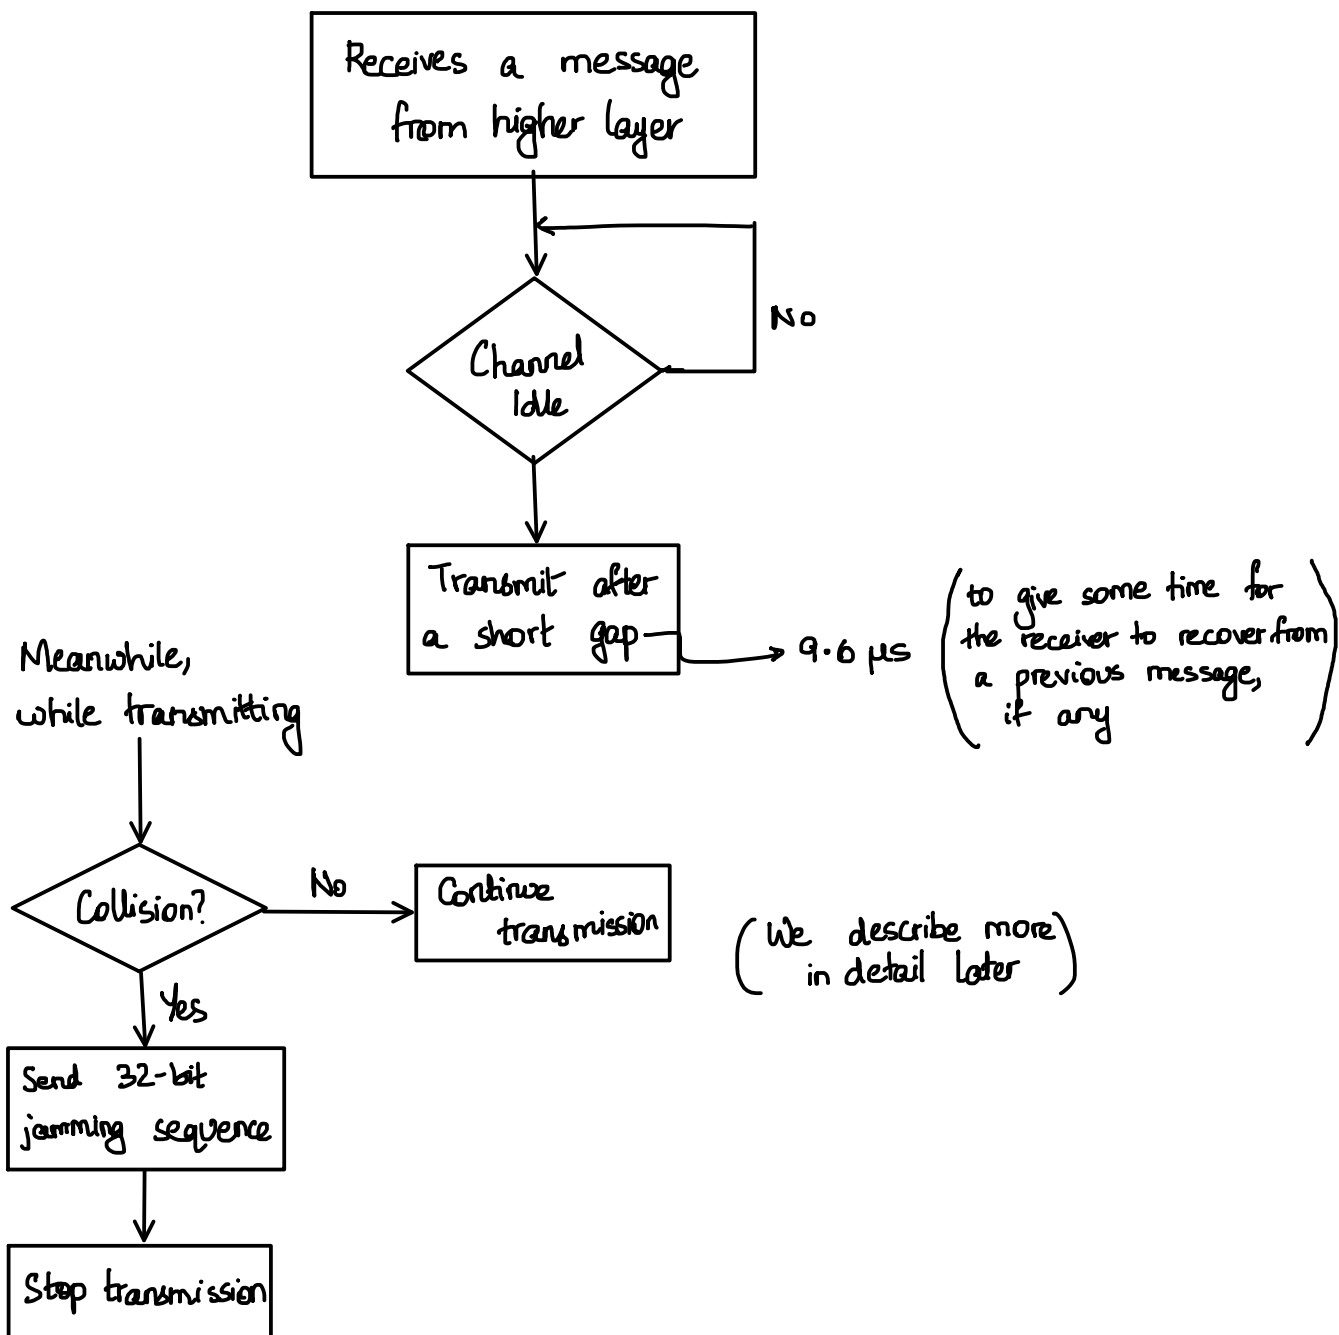 Receives a message
from higher layer
No
Channel
Idle
Transmit after
a short gap
9.6 μs
(to give some time for
the receiver to recover from
a previous message,
if any)
Meanwhile,
while transmitting
Collision?
No
Continue
transmission
(We describe more
in detail later)
Yes
Send 32-bit
jamming sequence
Stop transmission